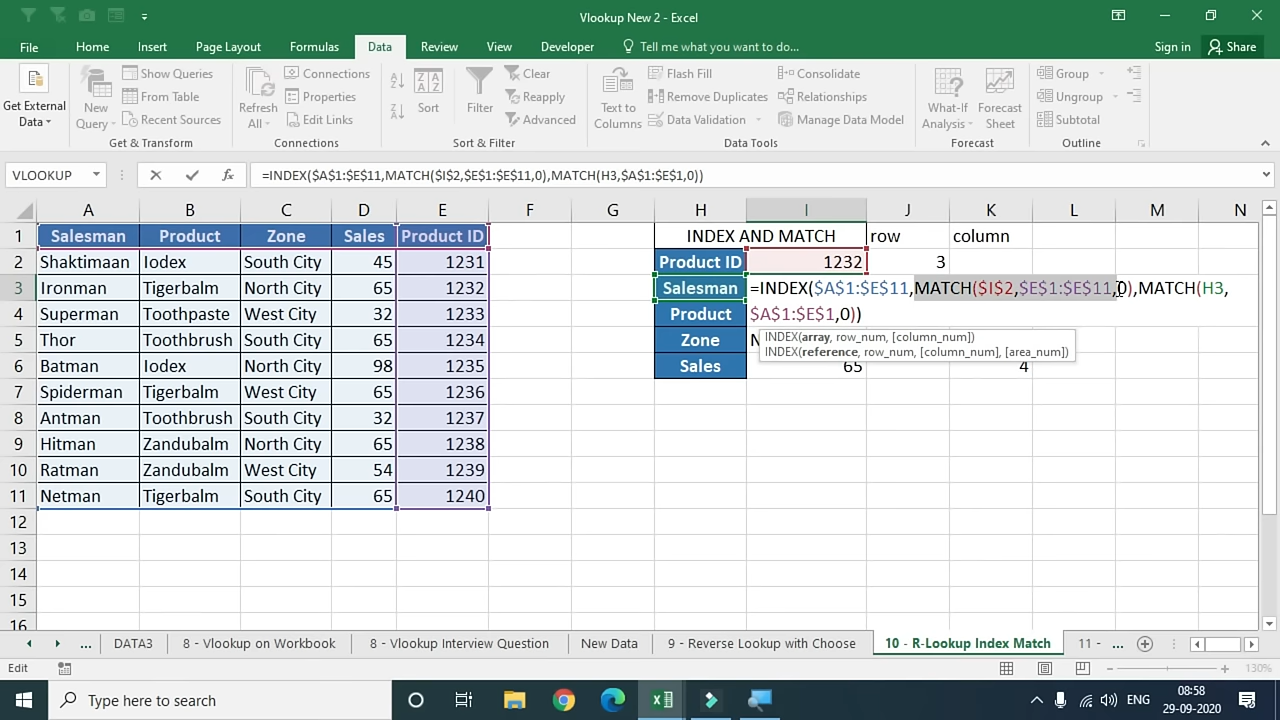 Vlookup New 2 - Excel
File Home Insert Page Layout Formulas Data Review View Developer Tell me what you want to do... Sign in Share
Get External Data
New Query
Show Queries
From Table
Recent Sources
Get & Transform
Refresh All
Connections
Properties
Edit Links
Connections
Sort
Filter
Clear
Reapply
Advanced
Sort & Filter
Text to Columns
Flash Fill
Remove Duplicates
Data Validation
Consolidate
Relationships
Manage Data Model
Data Tools
What-If Analysis
Forecast Sheet
Forecast
Group
Ungroup
Subtotal
Outline
VLOOKUP fx =INDEX($A$1:$E$11,MATCH($I$2,$E$1:$E$11,0),MATCH(H3,$A$1:$E$1,0))
A B C D E F G H I J K L M N
1 Salesman Product Zone Sales Product ID INDEX AND MATCH row column
2 Shaktimaan Iodex South City 45 1231 Product ID 1232 3
3 Ironman Tigerbalm North City 65 1232 Salesman =INDEX($A$1:$E$11,MATCH($I$2,$E$1:$E$11,0),MATCH(H3,
4 Superman Toothpaste West City 32 1233 Product $A$1:$E$1,0))
INDEX(array, row_num, [column_num])
INDEX(reference, row_num, [column_num], [area_num])
5 Thor Toothbrush South City 65 1234 Zone N
6 Batman Iodex North City 98 1235 Sales 65 4
7 Spiderman Tigerbalm West City 65 1236
8 Antman Toothbrush South City 32 1237
9 Hitman Zandubalm North City 65 1238
10 Ratman Zandubalm West City 54 1239
11 Netman Tigerbalm South City 65 1240
12
13
14
15
16
... DATA3 8 - Vlookup on Workbook 8 - Vlookup Interview Question New Data 9 - Reverse Lookup with Choose 10 - R-Lookup Index Match 11 - ...
Edit 130%
Type here to search ENG 08:58
29-09-2020